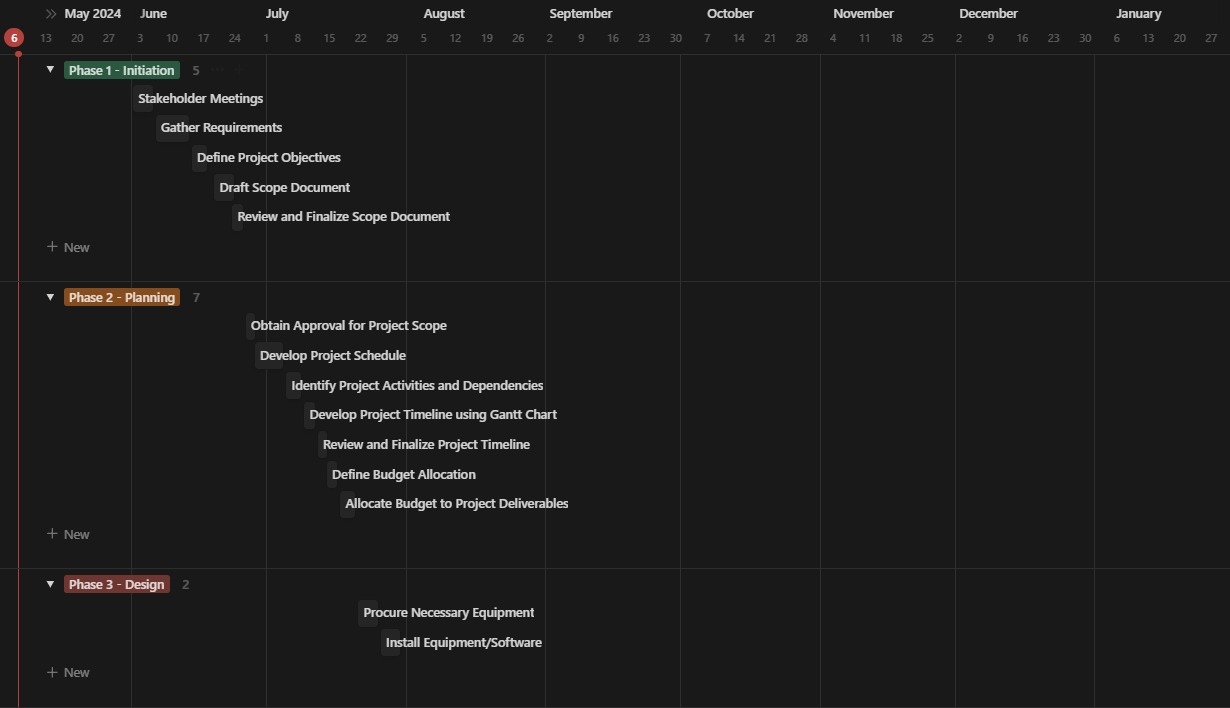 May 2024 June July August September October November December January
6 13 20 27 3 10 17 24 1 8 15 22 29 5 12 19 26 2 9 16 23 30 7 14 21 28 4 11 18 25 2 9 16 23 30 6 13 20 27
Phase 1 - Initiation 5
Stakeholder Meetings
Gather Requirements
Define Project Objectives
Draft Scope Document
Review and Finalize Scope Document
+ New
Phase 2 - Planning 7
Obtain Approval for Project Scope
Develop Project Schedule
Identify Project Activities and Dependencies
Develop Project Timeline using Gantt Chart
Review and Finalize Project Timeline
Define Budget Allocation
Allocate Budget to Project Deliverables
+ New
Phase 3 - Design 2
Procure Necessary Equipment
Install Equipment/Software
+ New